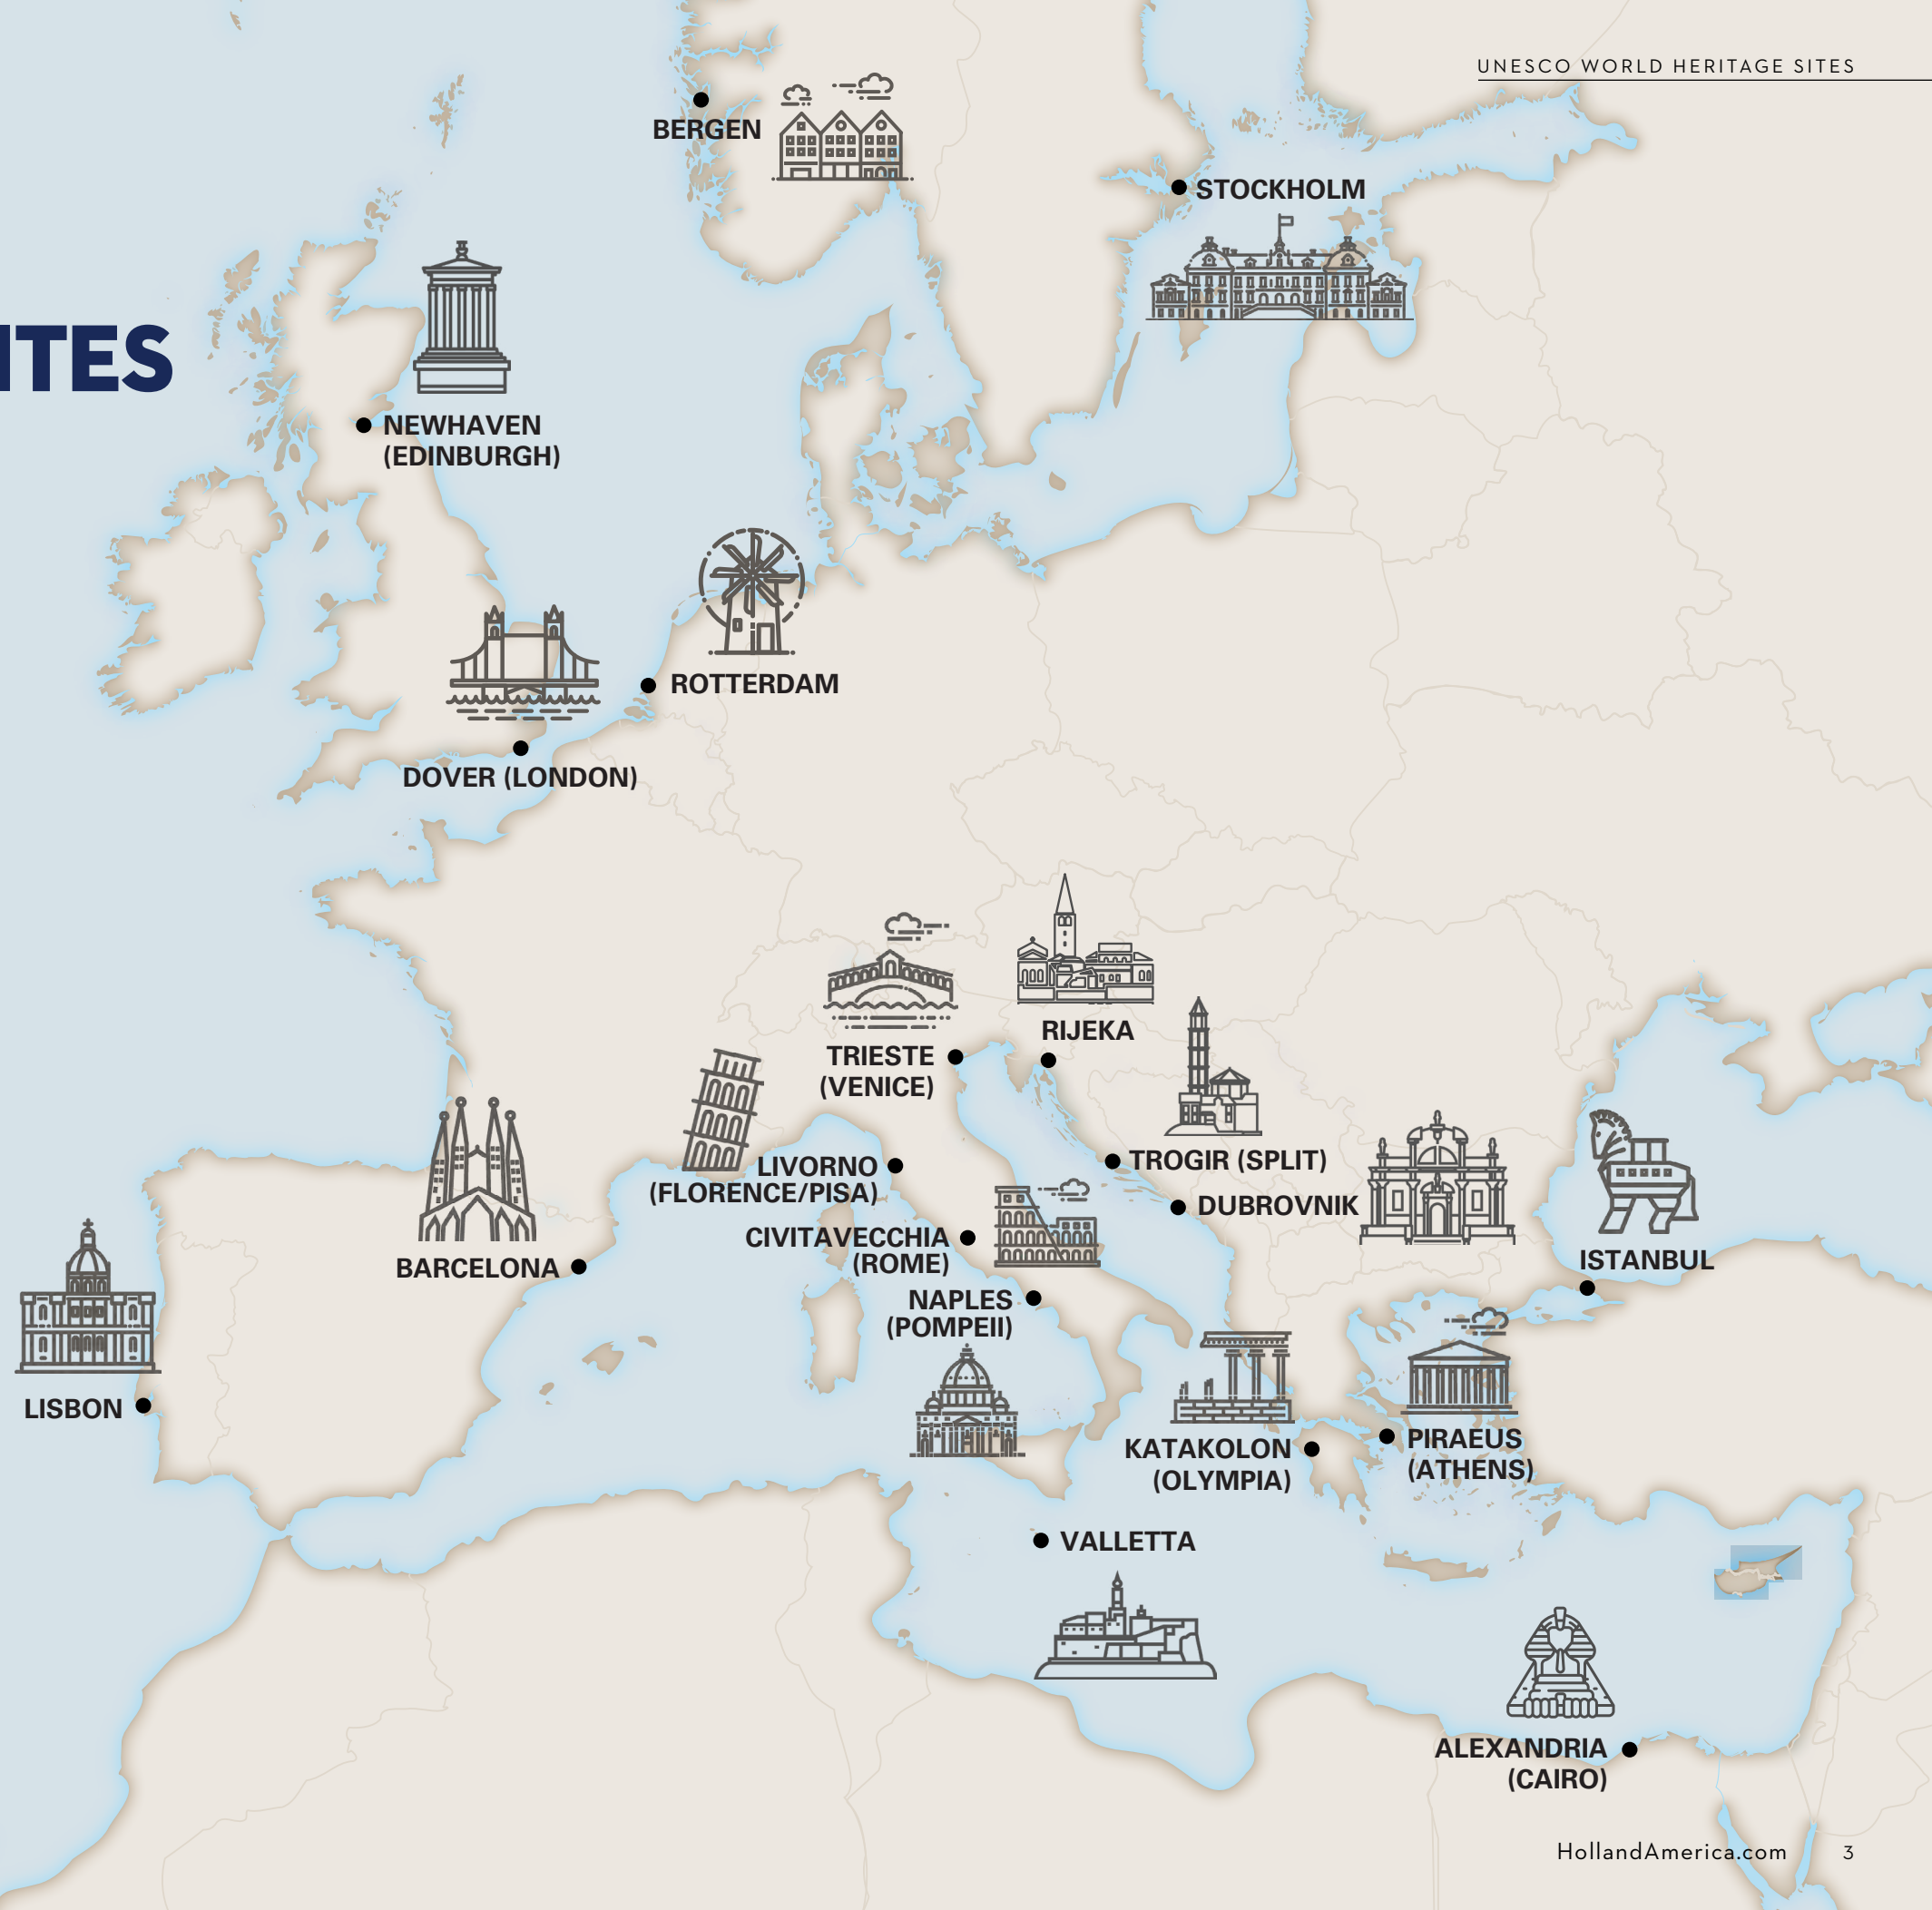 UNESCO WORLD HERITAGE SITES
BERGEN
STOCKHOLM
ITES
NEWHAVEN
(EDINBURGH)
ROTTERDAM
DOVER (LONDON)
RIJEKA
TRIESTE
(VENICE)
TROGIR (SPLIT)
LIVORNO
(FLORENCE/PISA)
DUBROVNIK
CIVITAVECCHIA
(ROME)
ISTANBUL
BARCELONA
NAPLES
(POMPEII)
LISBON
KATAKOLON
(OLYMPIA)
PIRAEUS
(ATHENS)
VALLETTA
ALEXANDRIA
(CAIRO)
HollandAmerica.com 3